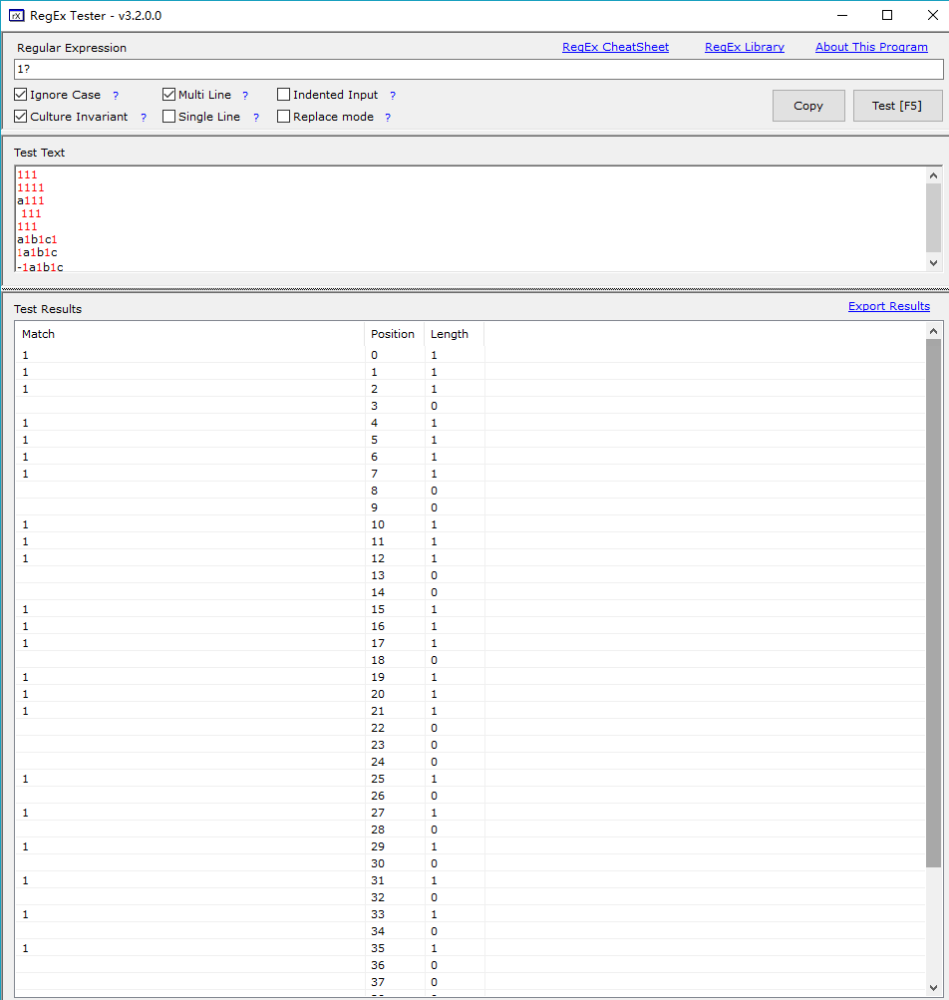 RegEx Tester - v3.2.0.0
Regular Expression RegEx CheatSheet RegEx Library About This Program
1?
Ignore Case ? Multi Line ? Indented Input ?
Culture Invariant ? Single Line ? Replace mode ?
Copy Test [F5]
Test Text
111
1111
a111
111
111
a1b1c1
1a1b1c
-1a1b1c
Test Results Export Results
Match Position Length
1 0 1
1 1 1
1 2 1
3 0
1 4 1
1 5 1
1 6 1
1 7 1
8 0
9 0
1 10 1
1 11 1
1 12 1
13 0
14 0
1 15 1
1 16 1
1 17 1
18 0
1 19 1
1 20 1
1 21 1
22 0
23 0
24 0
1 25 1
26 0
1 27 1
28 0
1 29 1
30 0
1 31 1
32 0
1 33 1
34 0
1 35 1
36 0
37 0